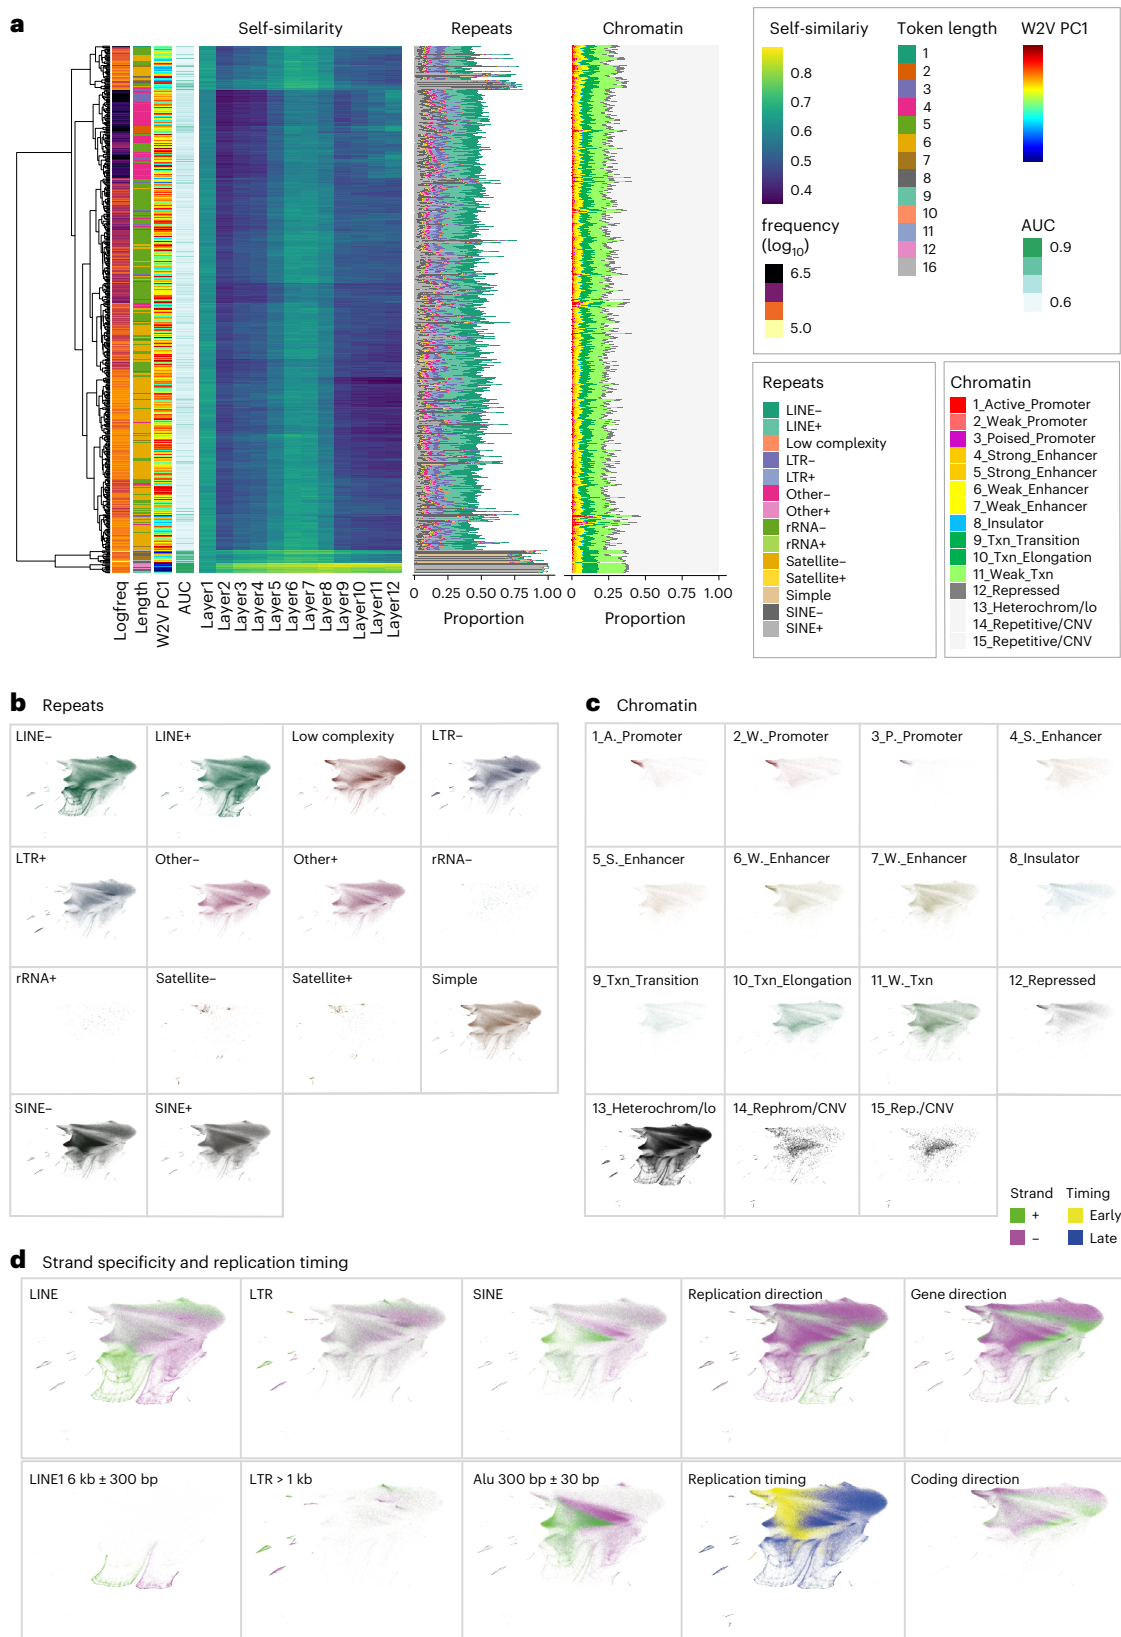 a
Self-similarity
Repeats
Chromatin
Logfreq
Length
W2V PC1
AUC
Layer1
Layer2
Layer3
Layer4
Layer5
Layer6
Layer7
Layer8
Layer9
Layer10
Layer11
Layer12
0 0.25 0.50 0.75 1.00
Proportion
0 0.25 0.50 0.75 1.00
Proportion
Self-similariy
0.8
0.7
0.6
0.5
0.4
frequency
(log10)
6.5
5.0
Token length
1
2
3
4
5
6
7
8
9
10
11
12
16
W2V PC1
AUC
0.9
0.6
Repeats
LINE–
LINE+
Low complexity
LTR–
LTR+
Other–
Other+
rRNA–
rRNA+
Satellite–
Satellite+
Simple
SINE–
SINE+
Chromatin
1_Active_Promoter
2_Weak_Promoter
3_Poised_Promoter
4_Strong_Enhancer
5_Strong_Enhancer
6_Weak_Enhancer
7_Weak_Enhancer
8_Insulator
9_Txn_Transition
10_Txn_Elongation
11_Weak_Txn
12_Repressed
13_Heterochrom/lo
14_Repetitive/CNV
15_Repetitive/CNV
b Repeats
LINE– LINE+ Low complexity LTR–
LTR+ Other– Other+ rRNA–
rRNA+ Satellite– Satellite+ Simple
SINE– SINE+
c Chromatin
1_A._Promoter 2_W._Promoter 3_P._Promoter 4_S._Enhancer
5_S._Enhancer 6_W._Enhancer 7_W._Enhancer 8_Insulator
9_Txn_Transition 10_Txn_Elongation 11_W._Txn 12_Repressed
13_Heterochrom/lo 14_Rephrom/CNV 15_Rep./CNV
Strand Timing
+ Early
– Late
d Strand specificity and replication timing
LINE LTR SINE Replication direction Gene direction
LINE1 6 kb ± 300 bp LTR > 1 kb Alu 300 bp ± 30 bp Replication timing Coding direction